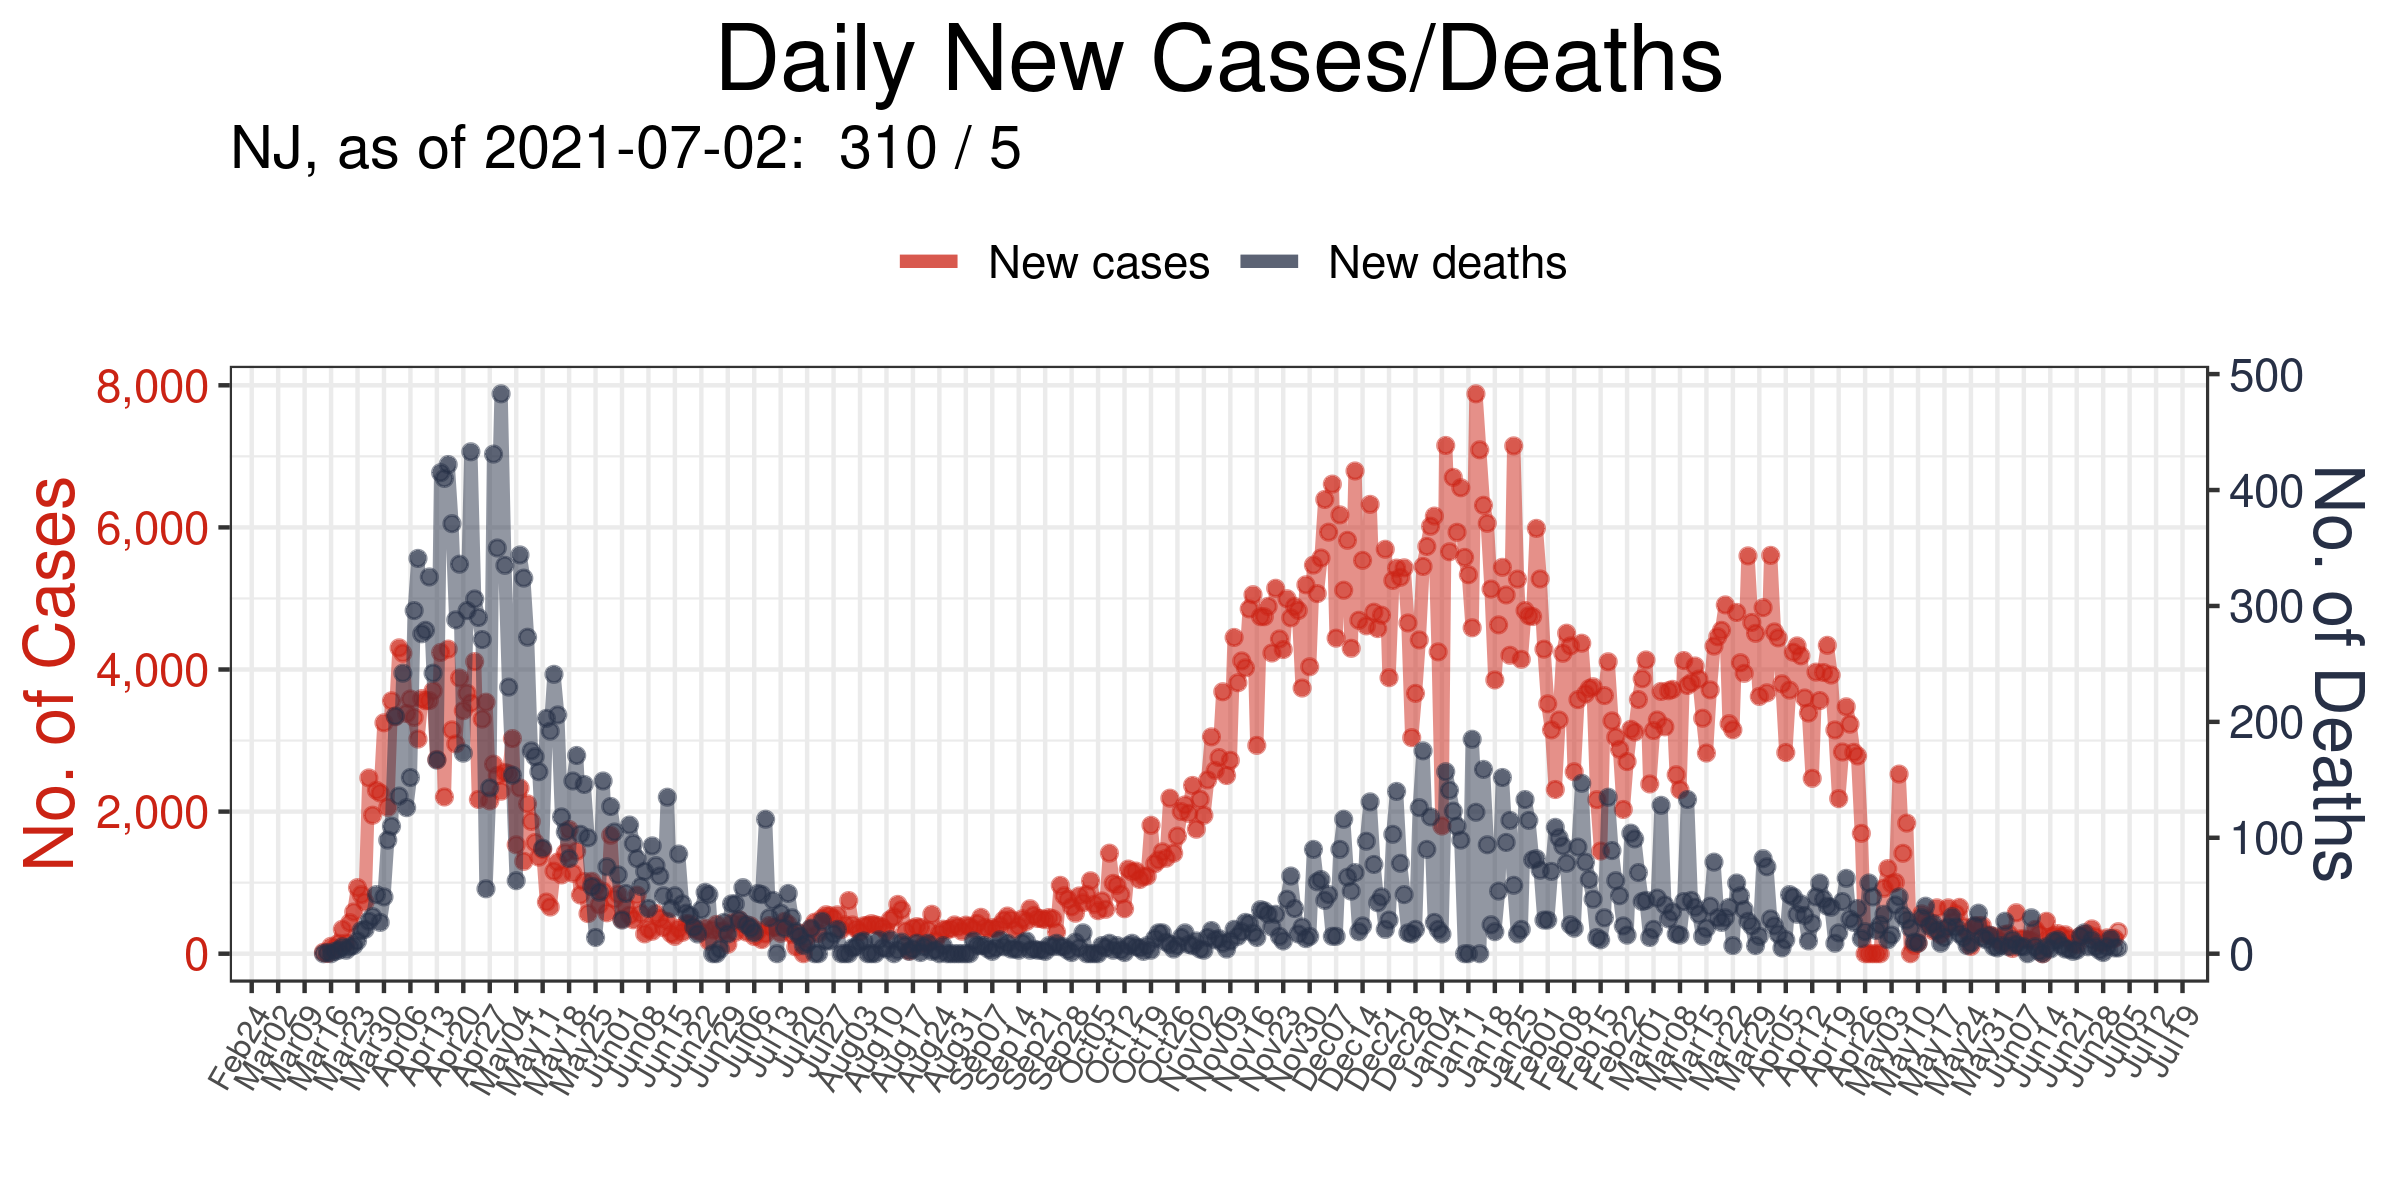 Daily New Cases/Deaths
NJ, as of 2021-07-02:  310 / 5
New cases
New deaths
No. of Cases
8,000
6,000
4,000
2,000
0
500
400
300
200
100
0
No. of Deaths
Feb24
Mar02
Mar09
Mar16
Mar23
Mar30
Apr06
Apr13
Apr20
Apr27
May04
May11
May18
May25
Jun01
Jun08
Jun15
Jun22
Jun29
Jul06
Jul13
Jul20
Jul27
Aug03
Aug10
Aug17
Aug24
Aug31
Sep07
Sep14
Sep21
Sep28
Oct05
Oct12
Oct19
Oct26
Nov02
Nov09
Nov16
Nov23
Nov30
Dec07
Dec14
Dec21
Dec28
Jan04
Jan11
Jan18
Jan25
Feb01
Feb08
Feb15
Feb22
Mar01
Mar08
Mar15
Mar22
Mar29
Apr05
Apr12
Apr19
Apr26
May03
May10
May17
May24
May31
Jun07
Jun14
Jun21
Jun28
Jul05
Jul12
Jul19